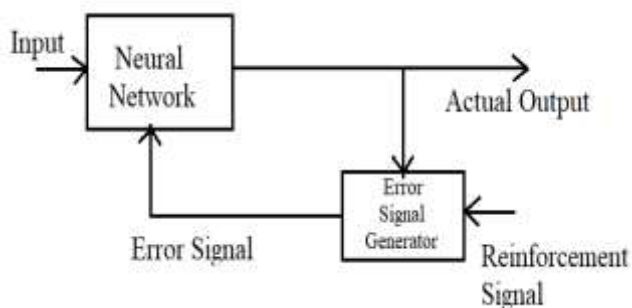 Input
Neural
Network
Actual Output
Error
Signal
Generator
Error Signal
Reinforcement
Signal